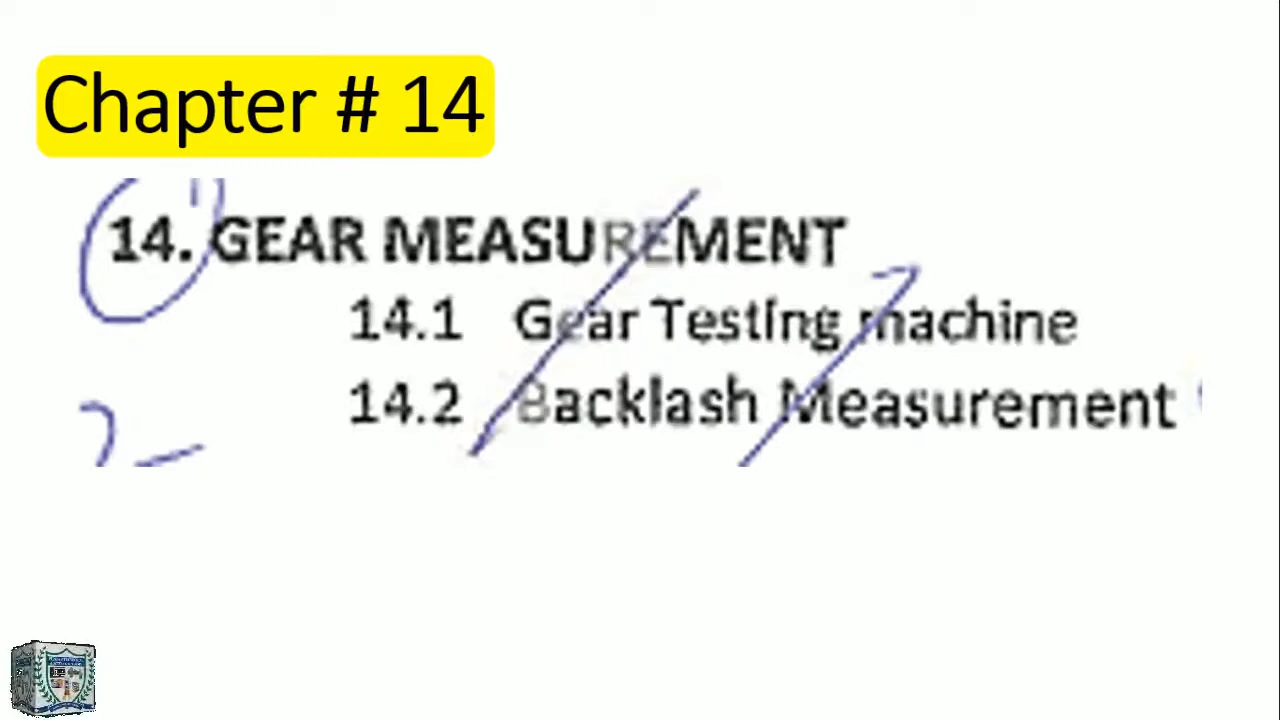 Chapter # 14
14. GEAR MEASUREMENT
14.1 Gear Testing machine
14.2 Backlash Measurement